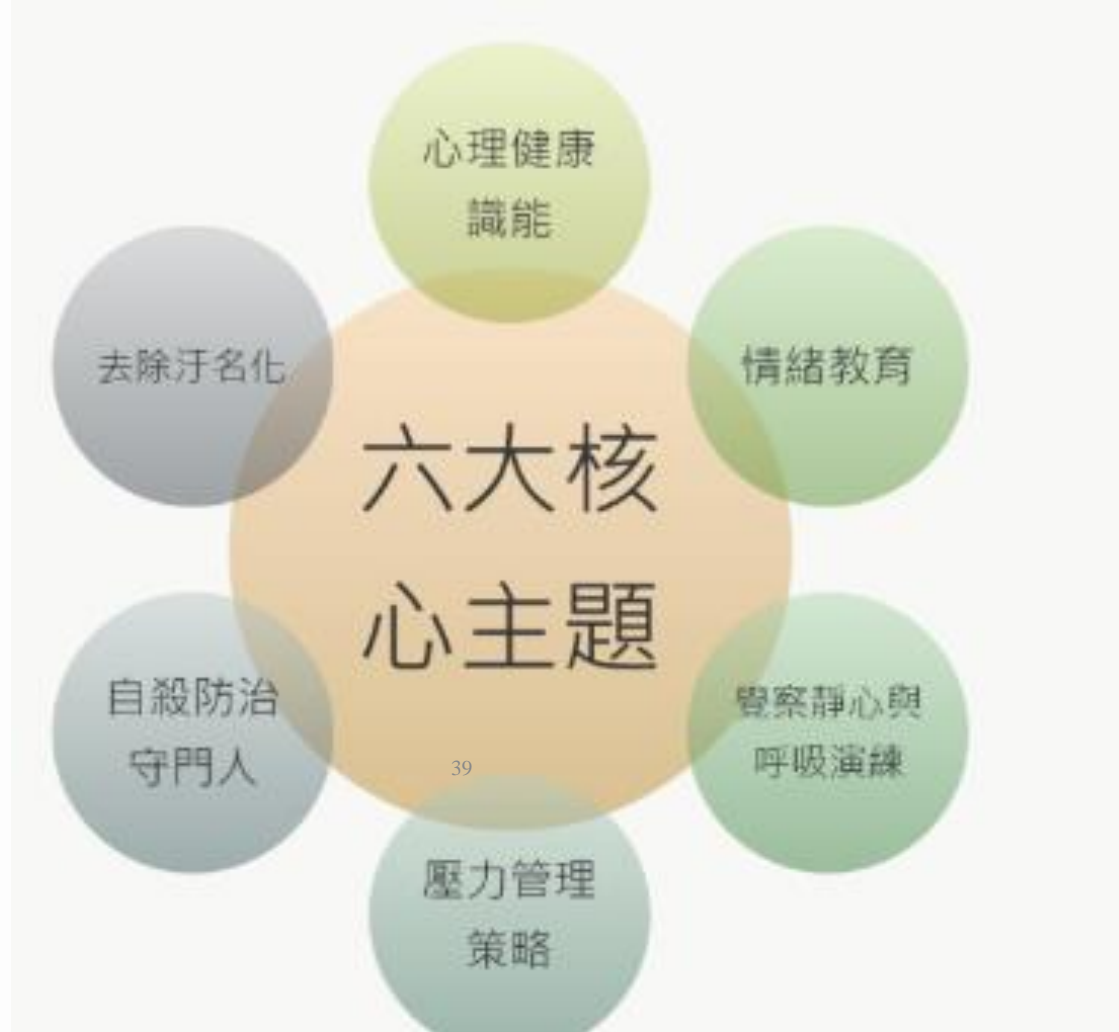 心理健康
識能
情緒教育
覺察靜心與
呼吸演練
壓力管理
策略
自殺防治
守門人
去除汙名化
六大核
心主題
39